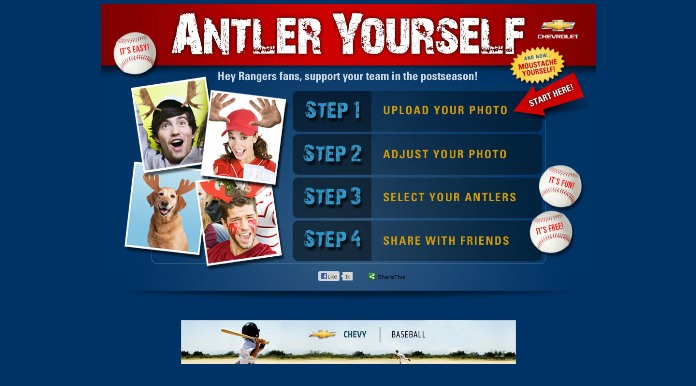 IT'S EASY!
ANTLER YOURSELF
CHEVROLET
AND NOW...
MOUSTACHE
YOURSELF!
Hey Rangers fans, support your team in the postseason!
START HERE!
STEP 1 UPLOAD YOUR PHOTO
STEP 2 ADJUST YOUR PHOTO
STEP 3 SELECT YOUR ANTLERS
IT'S FUN!
STEP 4 SHARE WITH FRIENDS
IT'S FREE!
Like 1k ShareThis
CHEVY | BASEBALL